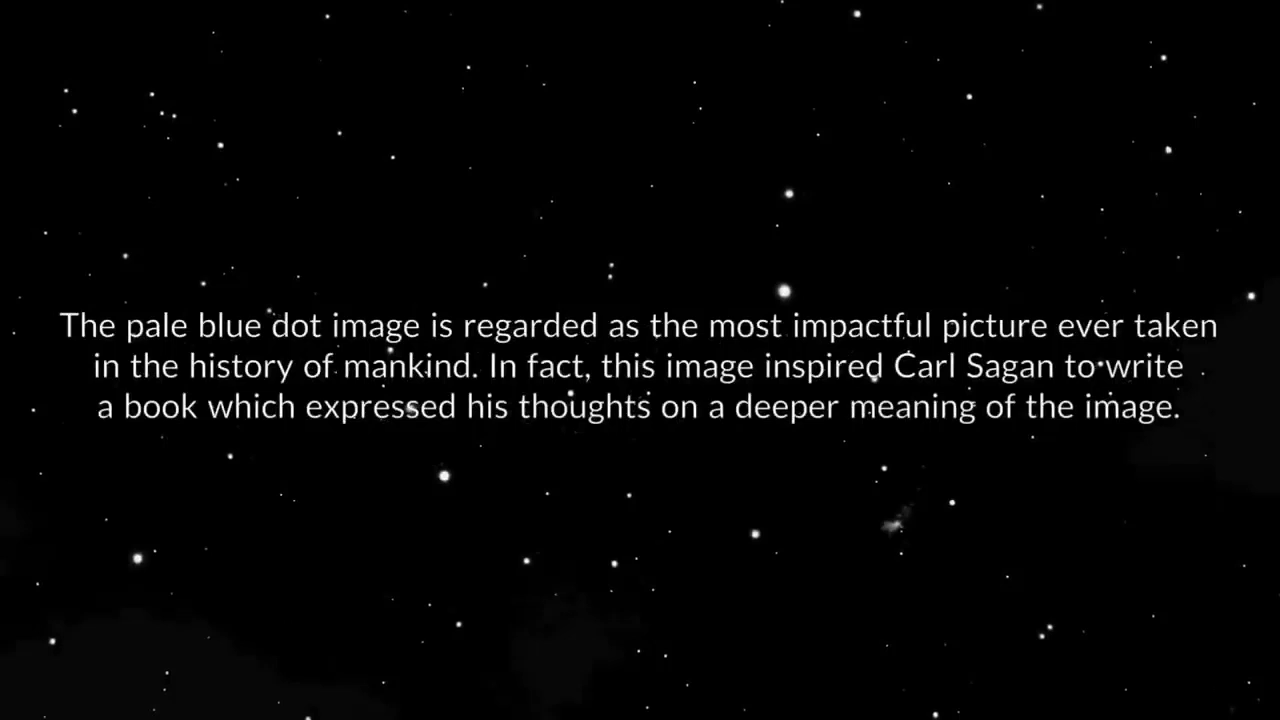 The pale blue dot image is regarded as the most impactful picture ever taken
in the history of mankind. In fact, this image inspired Carl Sagan to write
a book which expressed his thoughts on a deeper meaning of the image.